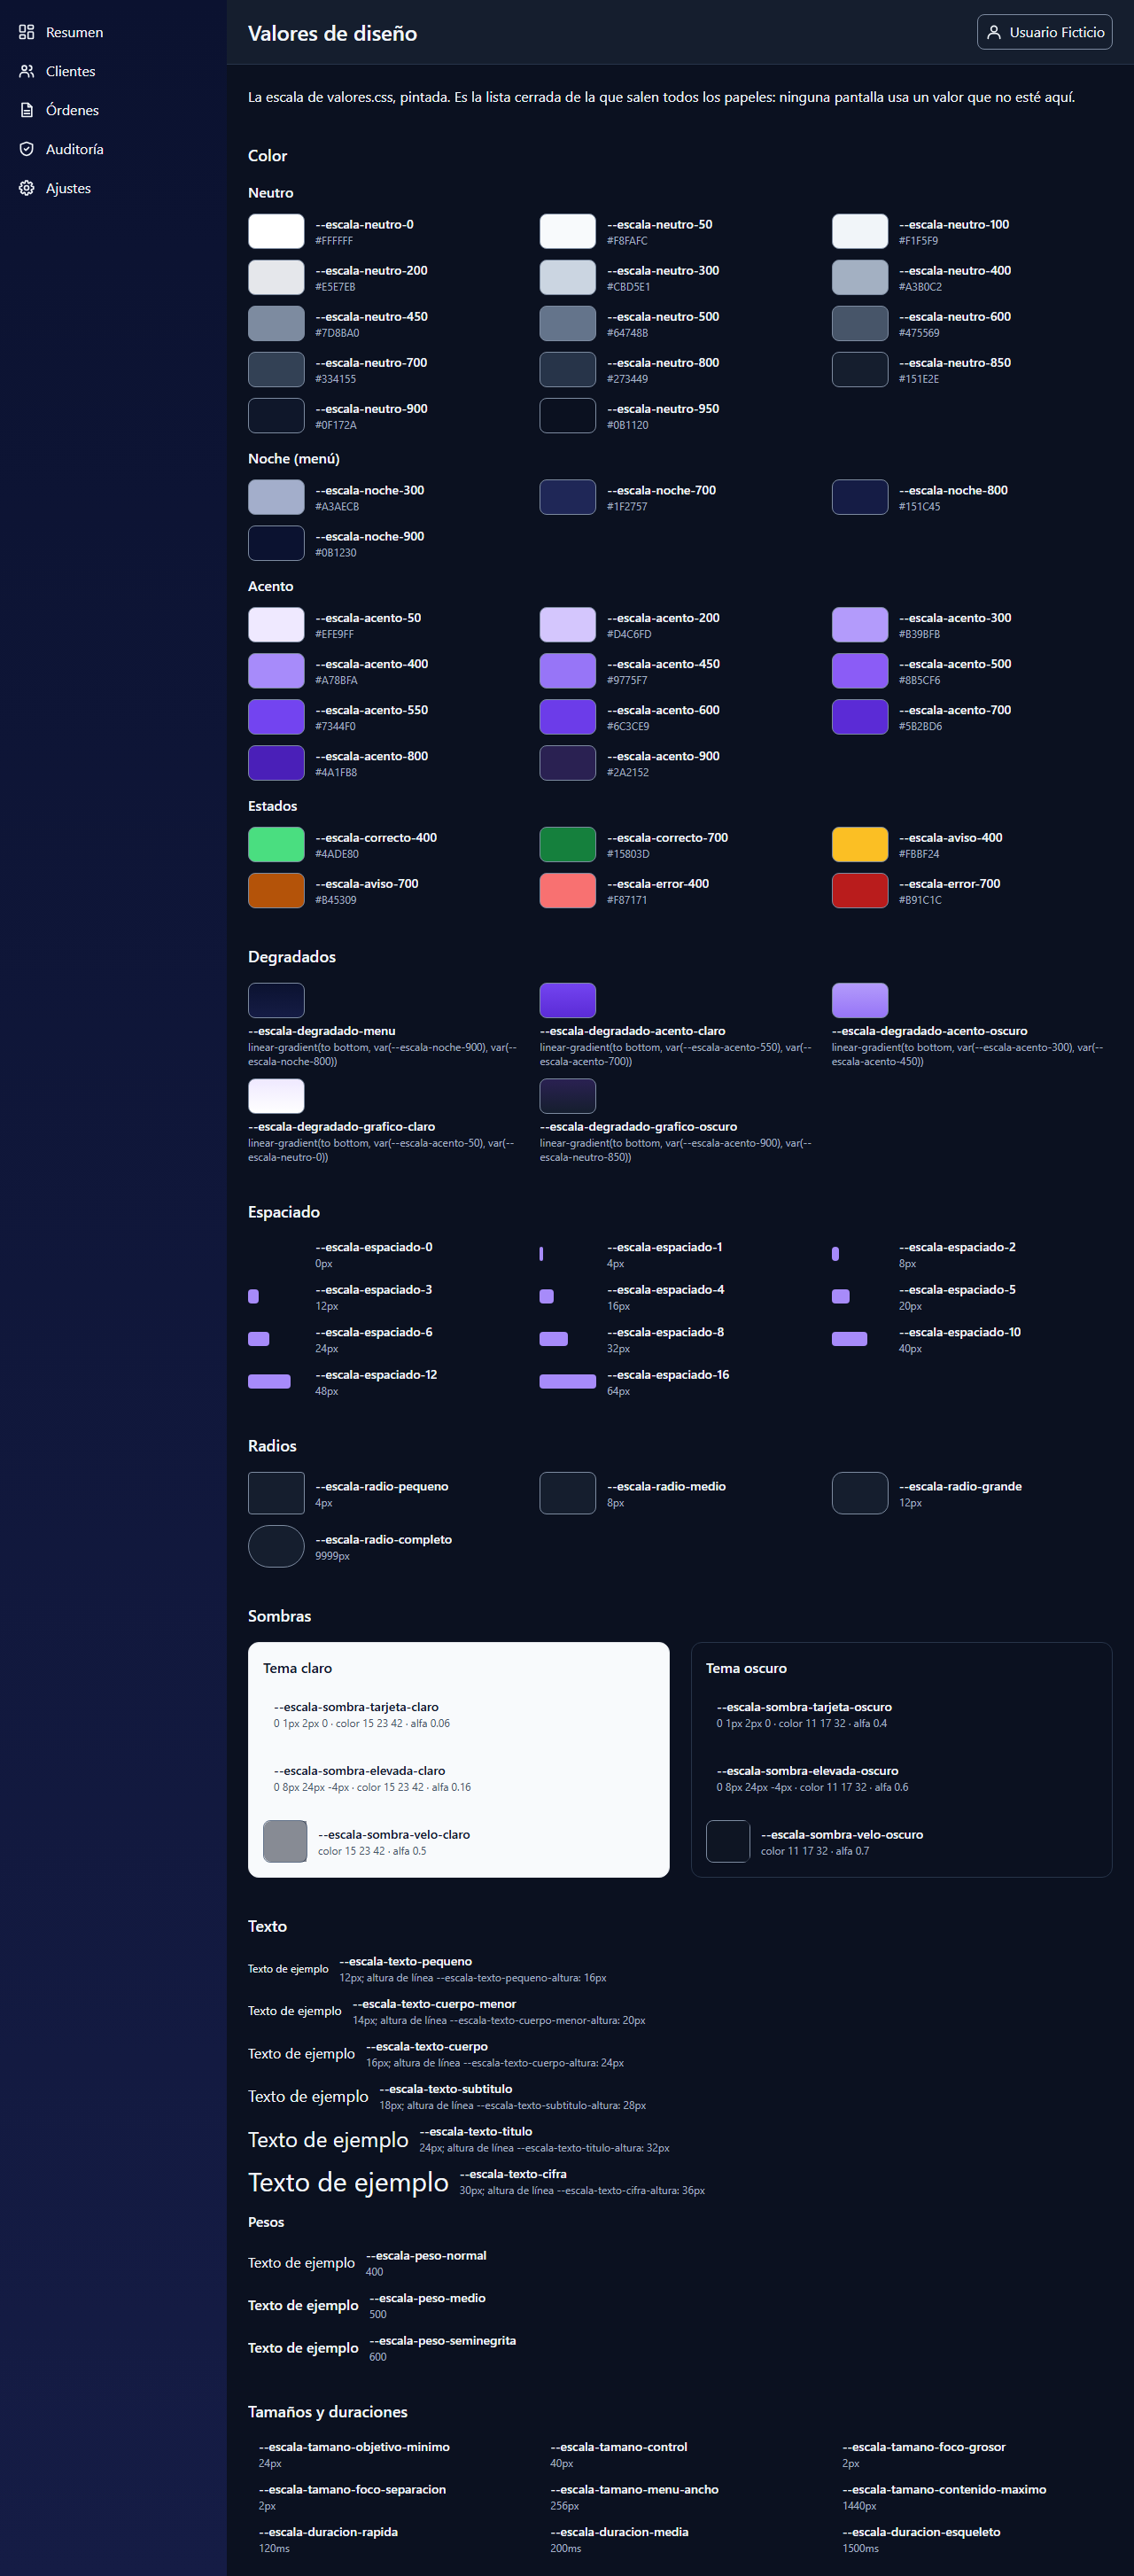 Resumen
Clientes
Órdenes
Auditoría
Ajustes
Valores de diseño
Usuario Ficticio
La escala de valores.css, pintada. Es la lista cerrada de la que salen todos los papeles: ninguna pantalla usa un valor que no esté aquí.
Color
Neutro
--escala-neutro-0
#FFFFFF
--escala-neutro-50
#F8FAFC
--escala-neutro-100
#F1F5F9
--escala-neutro-200
#E5E7EB
--escala-neutro-300
#CBD5E1
--escala-neutro-400
#A3B0C2
--escala-neutro-450
#7D8BA0
--escala-neutro-500
#64748B
--escala-neutro-600
#475569
--escala-neutro-700
#334155
--escala-neutro-800
#273449
--escala-neutro-850
#151E2E
--escala-neutro-900
#0F172A
--escala-neutro-950
#0B1120
Noche (menú)
--escala-noche-300
#A3AECB
--escala-noche-700
#1F2757
--escala-noche-800
#151C45
--escala-noche-900
#0B1230
Acento
--escala-acento-50
#EFE9FF
--escala-acento-200
#D4C6FD
--escala-acento-300
#B39BFB
--escala-acento-400
#A78BFA
--escala-acento-450
#9775F7
--escala-acento-500
#8B5CF6
--escala-acento-550
#7344F0
--escala-acento-600
#6C3CE9
--escala-acento-700
#5B2BD6
--escala-acento-800
#4A1FB8
--escala-acento-900
#2A2152
Estados
--escala-correcto-400
#4ADE80
--escala-correcto-700
#15803D
--escala-aviso-400
#FBBF24
--escala-aviso-700
#B45309
--escala-error-400
#F87171
--escala-error-700
#B91C1C
Degradados
--escala-degradado-menu
linear-gradient(to bottom, var(--escala-noche-900), var(--
escala-noche-800))
--escala-degradado-acento-claro
linear-gradient(to bottom, var(--escala-acento-550), var(--
escala-acento-700))
--escala-degradado-acento-oscuro
linear-gradient(to bottom, var(--escala-acento-300), var(--
escala-acento-450))
--escala-degradado-grafico-claro
linear-gradient(to bottom, var(--escala-acento-50), var(--
escala-neutro-0))
--escala-degradado-grafico-oscuro
linear-gradient(to bottom, var(--escala-acento-900), var(--
escala-neutro-850))
Espaciado
--escala-espaciado-0
0px
--escala-espaciado-1
4px
--escala-espaciado-2
8px
--escala-espaciado-3
12px
--escala-espaciado-4
16px
--escala-espaciado-5
20px
--escala-espaciado-6
24px
--escala-espaciado-8
32px
--escala-espaciado-10
40px
--escala-espaciado-12
48px
--escala-espaciado-16
64px
Radios
--escala-radio-pequeno
4px
--escala-radio-medio
8px
--escala-radio-grande
12px
--escala-radio-completo
9999px
Sombras
Tema claro
--escala-sombra-tarjeta-claro
0 1px 2px 0 · color 15 23 42 · alfa 0.06
--escala-sombra-elevada-claro
0 8px 24px -4px · color 15 23 42 · alfa 0.16
--escala-sombra-velo-claro
color 15 23 42 · alfa 0.5
Tema oscuro
--escala-sombra-tarjeta-oscuro
0 1px 2px 0 · color 11 17 32 · alfa 0.4
--escala-sombra-elevada-oscuro
0 8px 24px -4px · color 11 17 32 · alfa 0.6
--escala-sombra-velo-oscuro
color 11 17 32 · alfa 0.7
Texto
Texto de ejemplo
--escala-texto-pequeno
12px; altura de línea --escala-texto-pequeno-altura: 16px
Texto de ejemplo
--escala-texto-cuerpo-menor
14px; altura de línea --escala-texto-cuerpo-menor-altura: 20px
Texto de ejemplo
--escala-texto-cuerpo
16px; altura de línea --escala-texto-cuerpo-altura: 24px
Texto de ejemplo
--escala-texto-subtitulo
18px; altura de línea --escala-texto-subtitulo-altura: 28px
Texto de ejemplo
--escala-texto-titulo
24px; altura de línea --escala-texto-titulo-altura: 32px
Texto de ejemplo
--escala-texto-cifra
30px; altura de línea --escala-texto-cifra-altura: 36px
Pesos
Texto de ejemplo
--escala-peso-normal
400
Texto de ejemplo
--escala-peso-medio
500
Texto de ejemplo
--escala-peso-seminegrita
600
Tamaños y duraciones
--escala-tamano-objetivo-minimo
24px
--escala-tamano-control
40px
--escala-tamano-foco-grosor
2px
--escala-tamano-foco-separacion
2px
--escala-tamano-menu-ancho
256px
--escala-tamano-contenido-maximo
1440px
--escala-duracion-rapida
120ms
--escala-duracion-media
200ms
--escala-duracion-esqueleto
1500ms